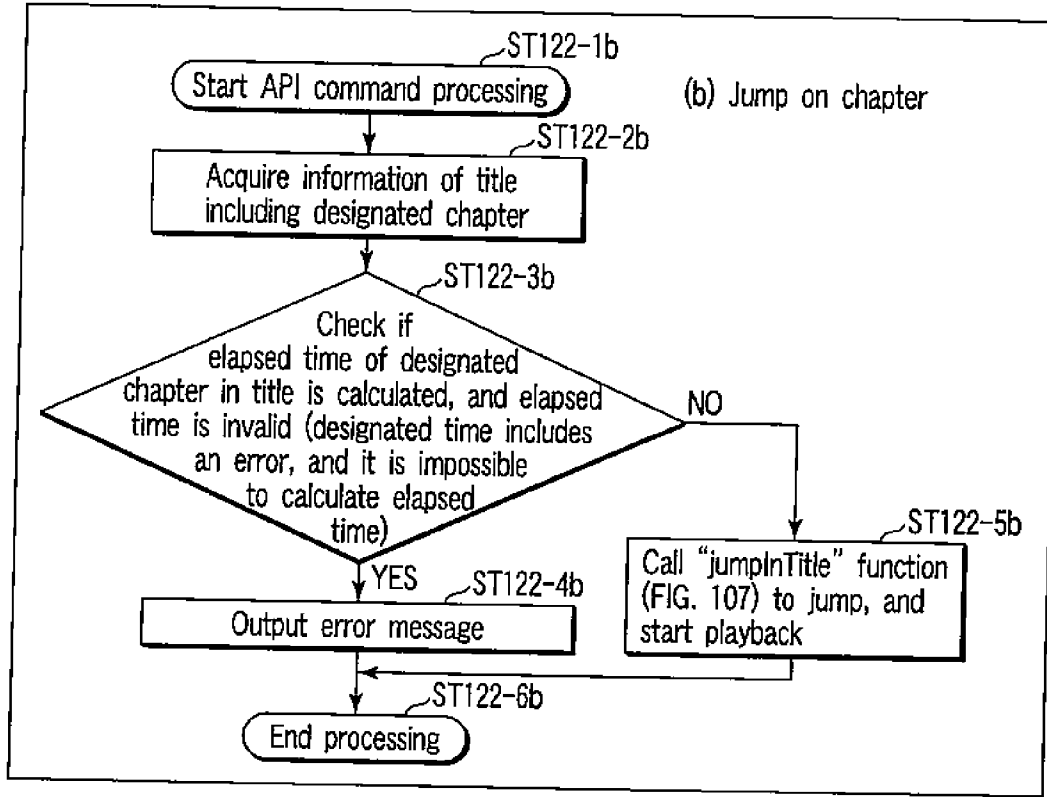 ST122-1b
Start API command processing
(b) Jump on chapter
ST122-2b
Acquire information of title
including designated chapter
ST122-3b
Check if
elapsed time of designated
chapter in title is calculated, and elapsed
time is invalid (designated time includes
an error, and it is impossible
to calculate elapsed
time)
NO
YES
ST122-4b
Output error message
ST122-5b
Call “jumpInTitle” function
(FIG. 107) to jump, and
start playback
ST122-6b
End processing